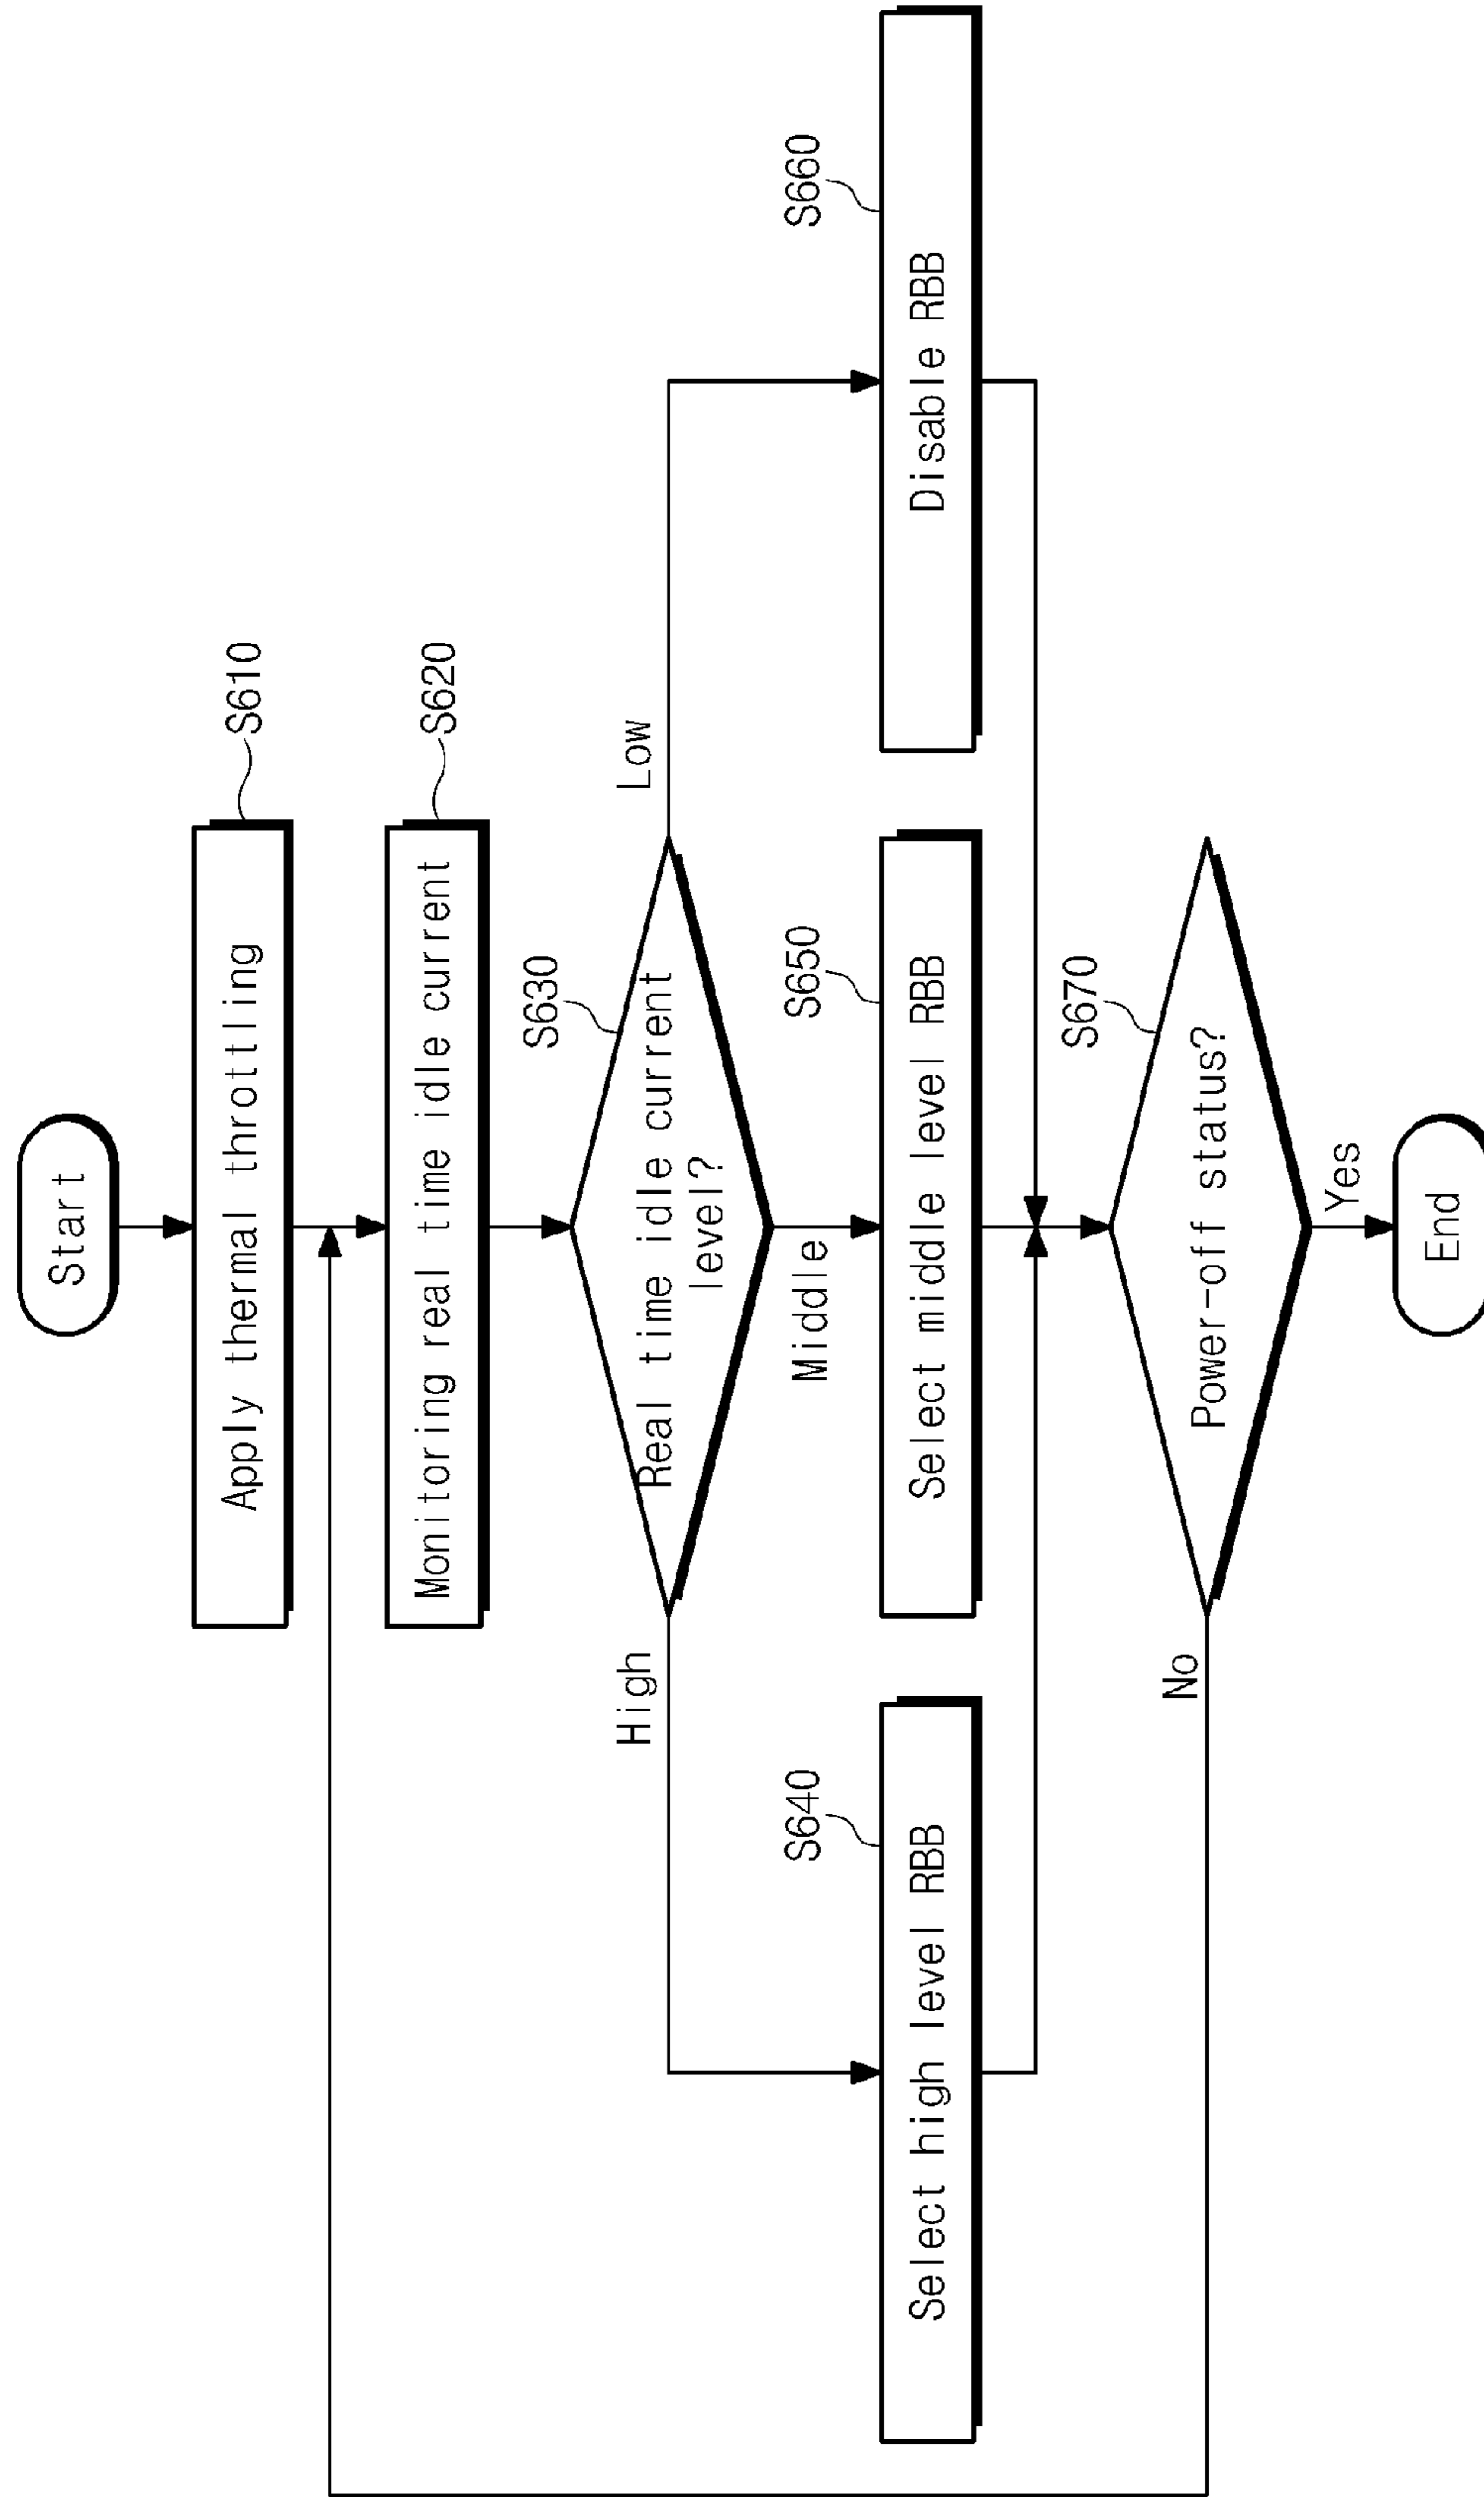 Start
Apply thermal throttling
S610
Monitoring real time idle current
S620
S630
Real time idle current
level?
High
Middle
Low
S640
Select high level RBB
S650
Select middle level RBB
S660
Disable RBB
S670
Power-off status?
No
Yes
End